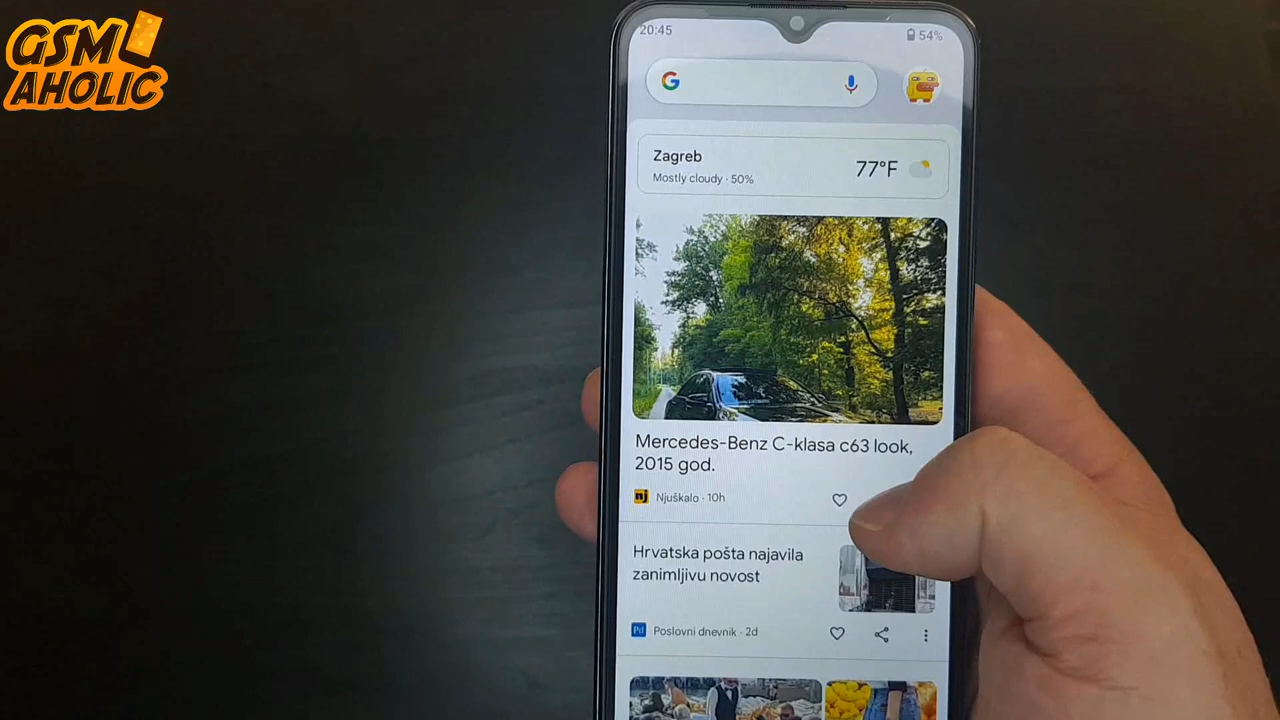 GSM
AHOLIC
20:45
54%
G
Zagreb
77°F
Mostly cloudy · 50%
Mercedes-Benz C-klasa c63 look,
2015 god.
nj Njuškalo · 10h
Hrvatska pošta najavila
zanimljivu novost
Pd Poslovni dnevnik · 2d